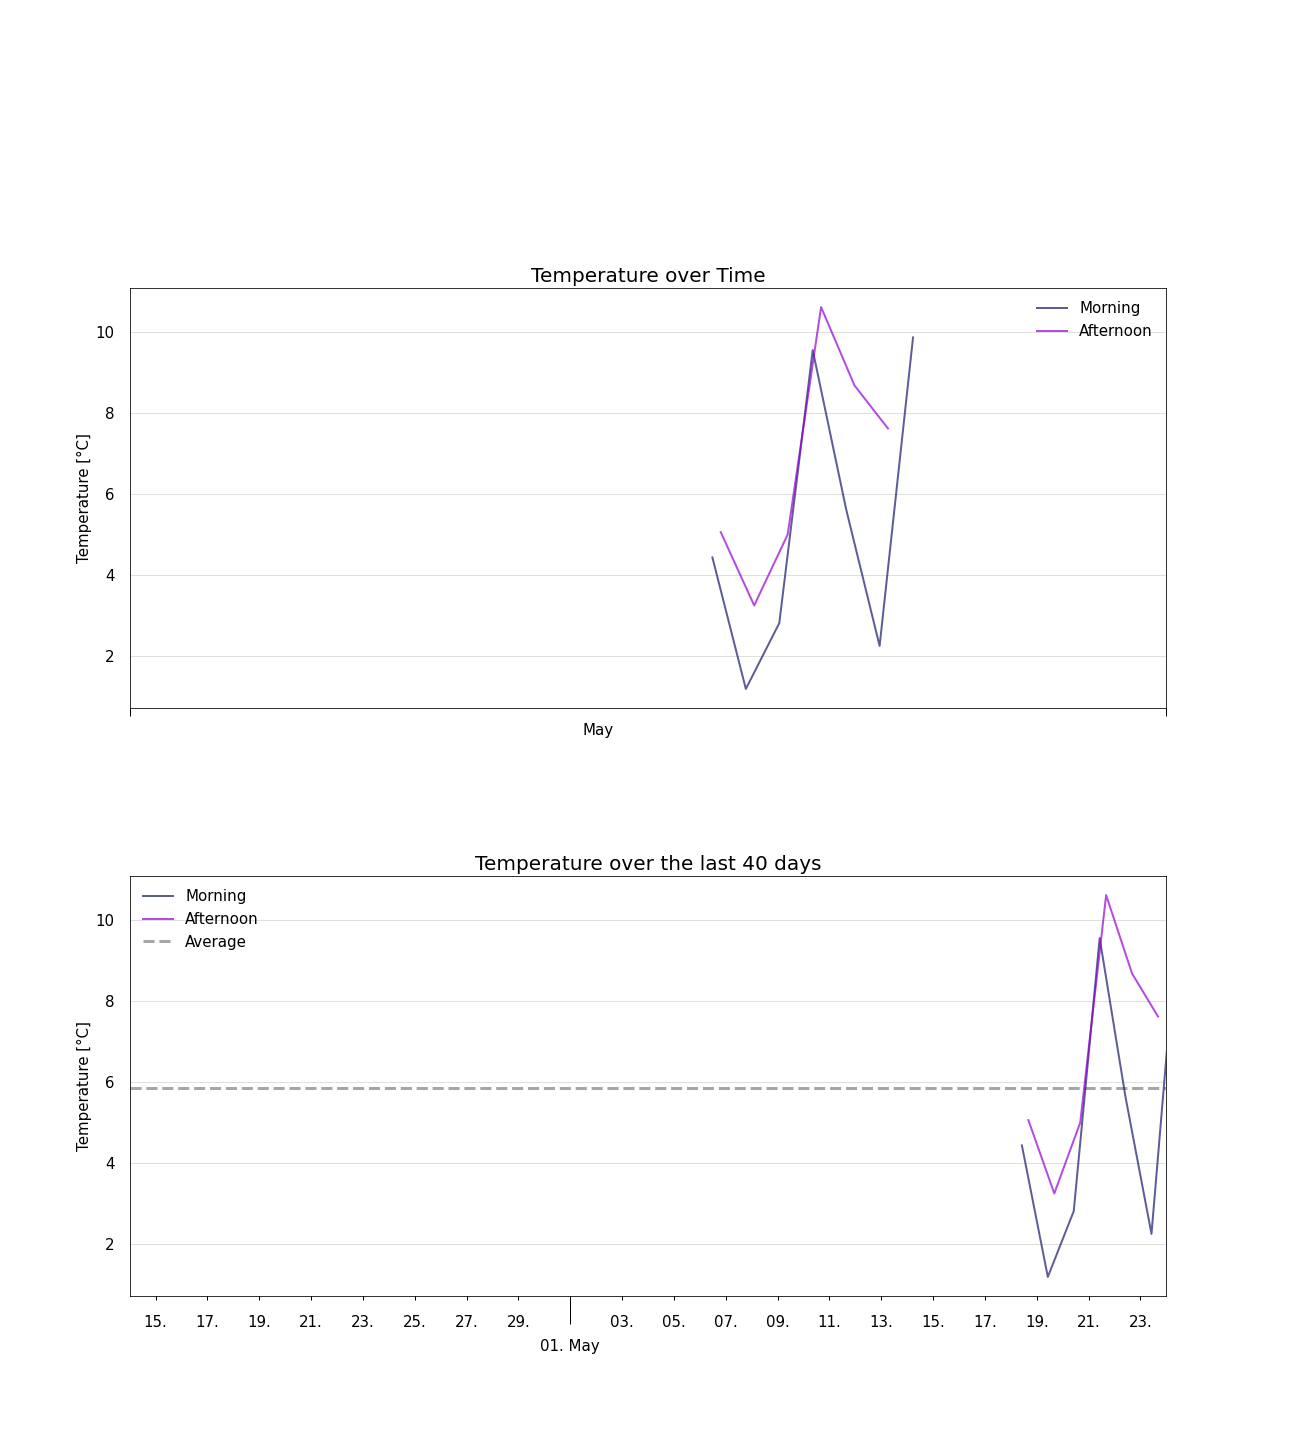 Temperature over Time
Morning
Afternoon
10
8
6
4
2
Temperature [°C]
May
Temperature over the last 40 days
Morning
Afternoon
Average
10
8
6
4
2
Temperature [°C]
15. 17. 19. 21. 23. 25. 27. 29. 03. 05. 07. 09. 11. 13. 15. 17. 19. 21. 23.
01. May